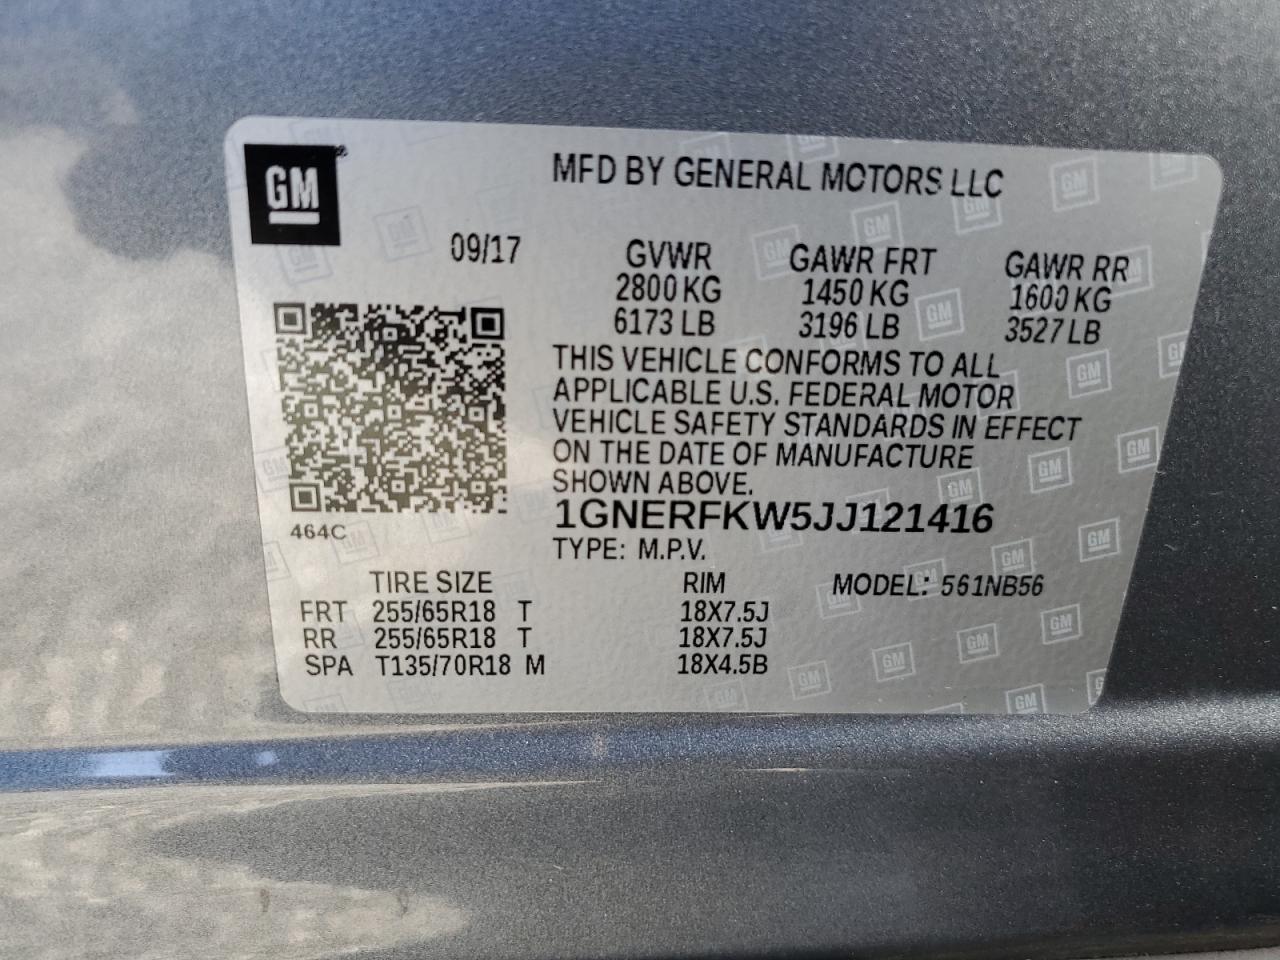 GM
MFD BY GENERAL MOTORS LLC
09/17
GVWR GAWR FRT GAWR RR
2800 KG 1450 KG 1600 KG
6173 LB 3196 LB 3527 LB
THIS VEHICLE CONFORMS TO ALL
APPLICABLE U.S. FEDERAL MOTOR
VEHICLE SAFETY STANDARDS IN EFFECT
ON THE DATE OF MANUFACTURE
SHOWN ABOVE.
464C
1GNERFKW5JJ121416
TYPE: M.P.V.
TIRE SIZE RIM MODEL: 561NB56
FRT 255/65R18 T 18X7.5J
RR 255/65R18 T 18X7.5J
SPA T135/70R18 M 18X4.5B